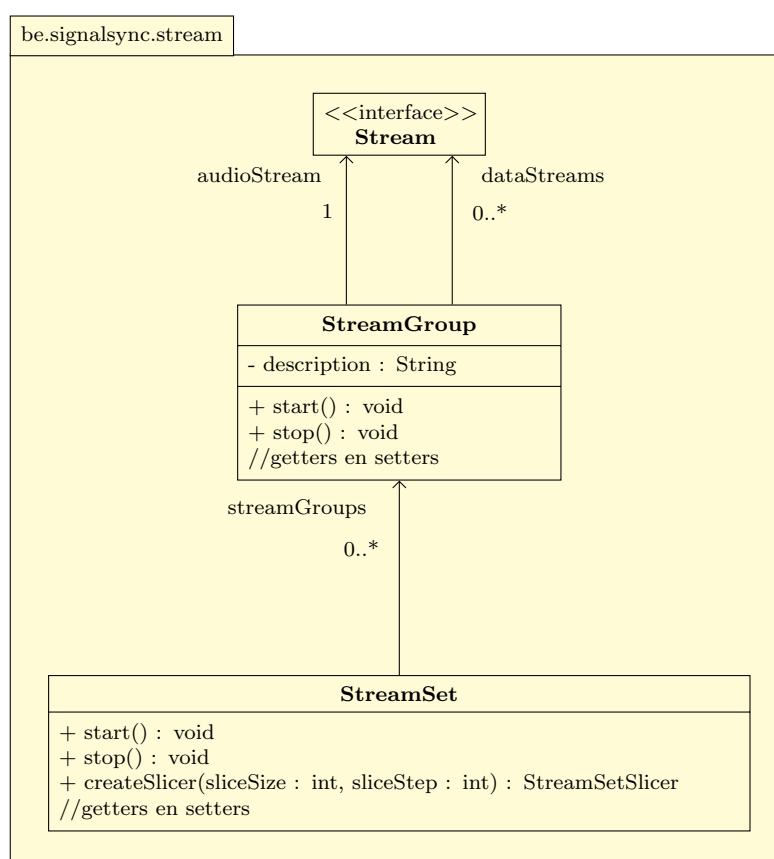 be.signalsync.stream
<<interface>>
Stream
audioStream
dataStreams
1
0..*
StreamGroup
- description : String
+ start() : void
+ stop() : void
//getters en setters
streamGroups
0..*
StreamSet
+ start() : void
+ stop() : void
+ createSlicer(sliceSize : int, sliceStep : int) : StreamSetSlicer
//getters en setters